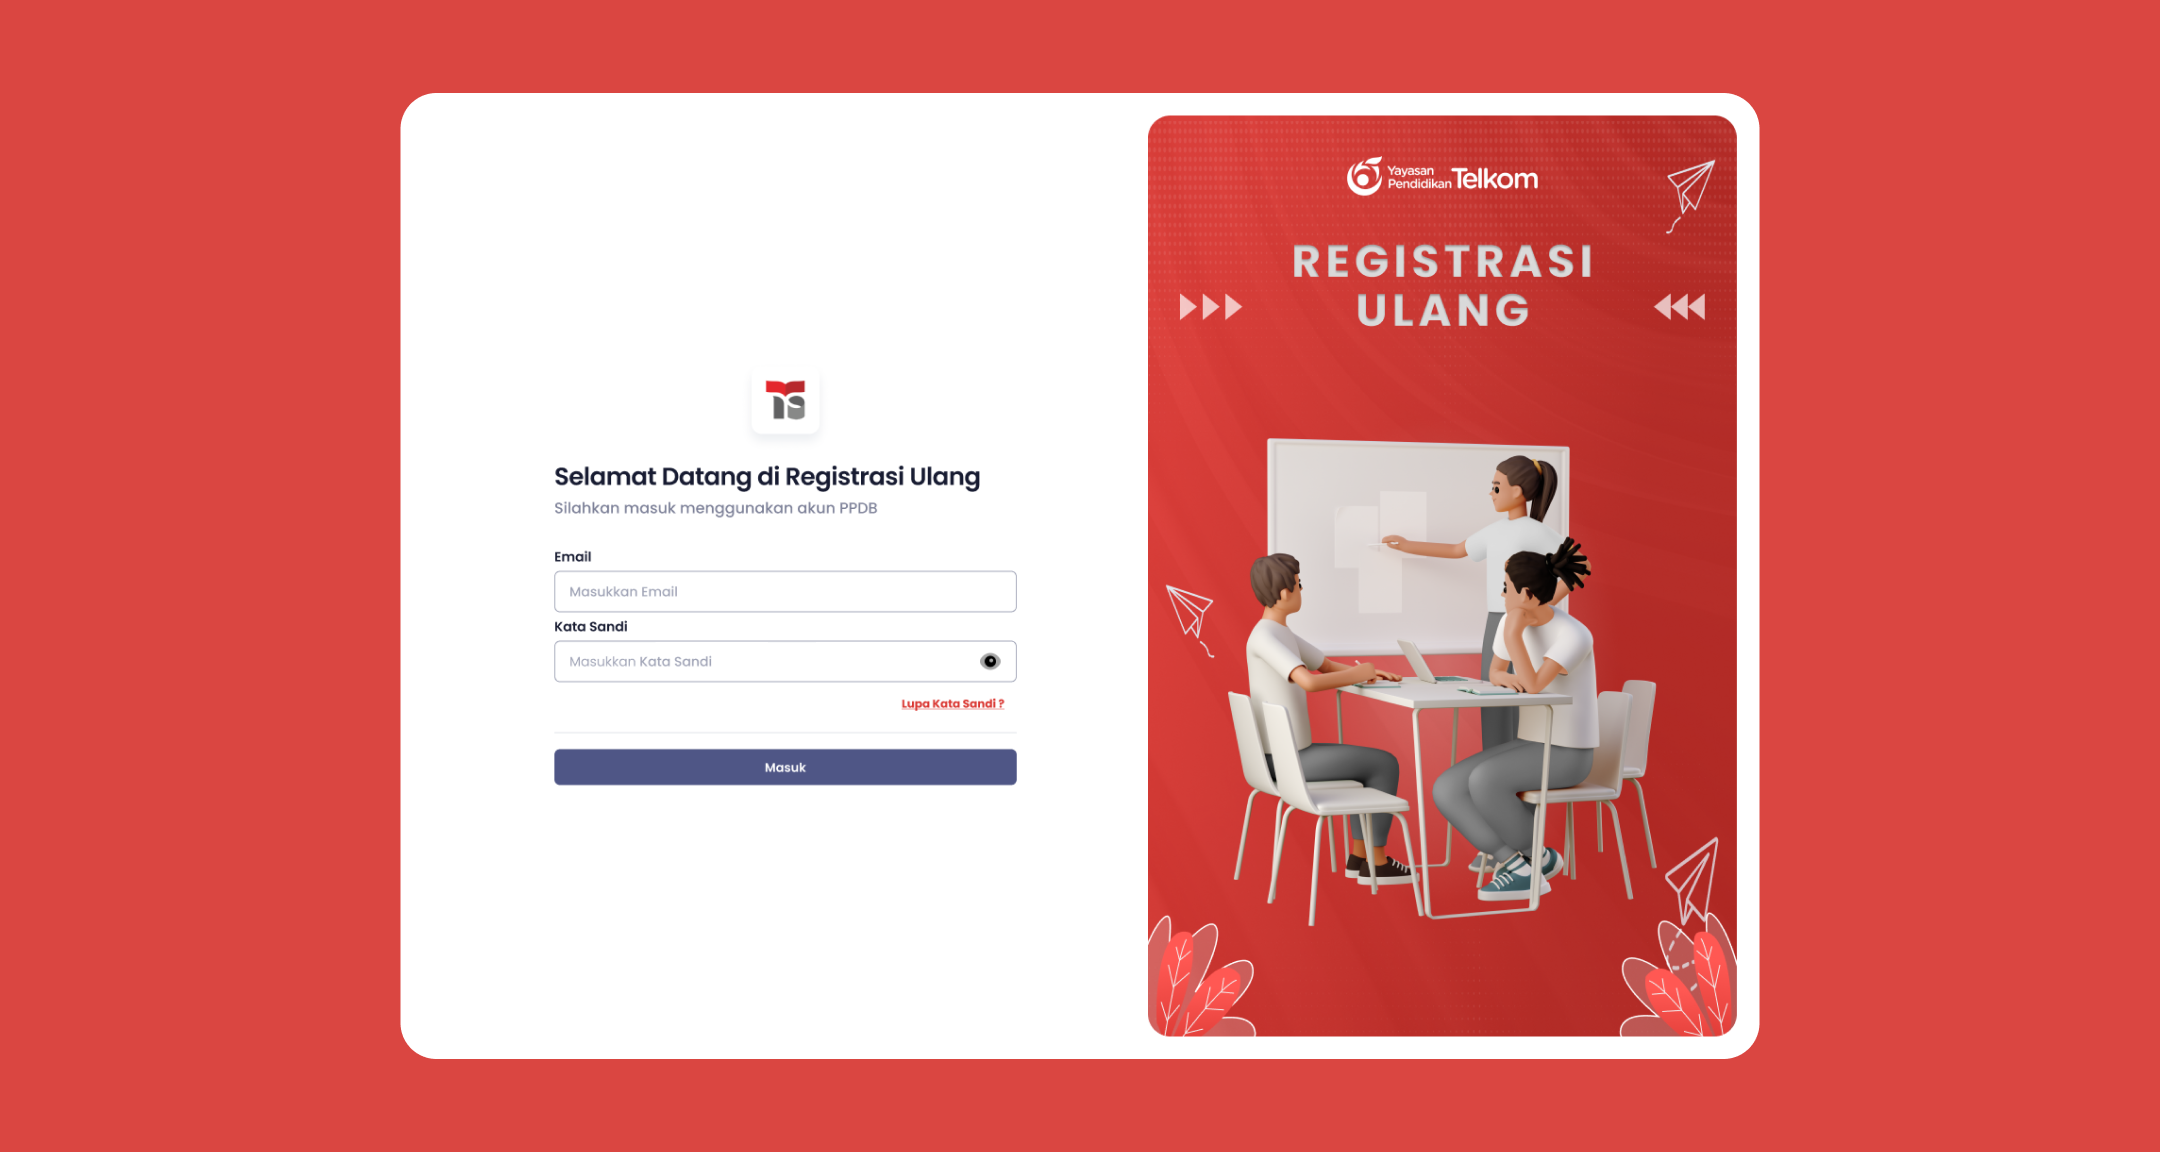 Selamat Datang di Registrasi Ulang
Silahkan masuk menggunakan akun PPDB
Email
Masukkan Email
Kata Sandi
Masukkan Kata Sandi
Lupa Kata Sandi ?
Masuk
Yayasan
Pendidikan Telkom
REGISTRASI
ULANG